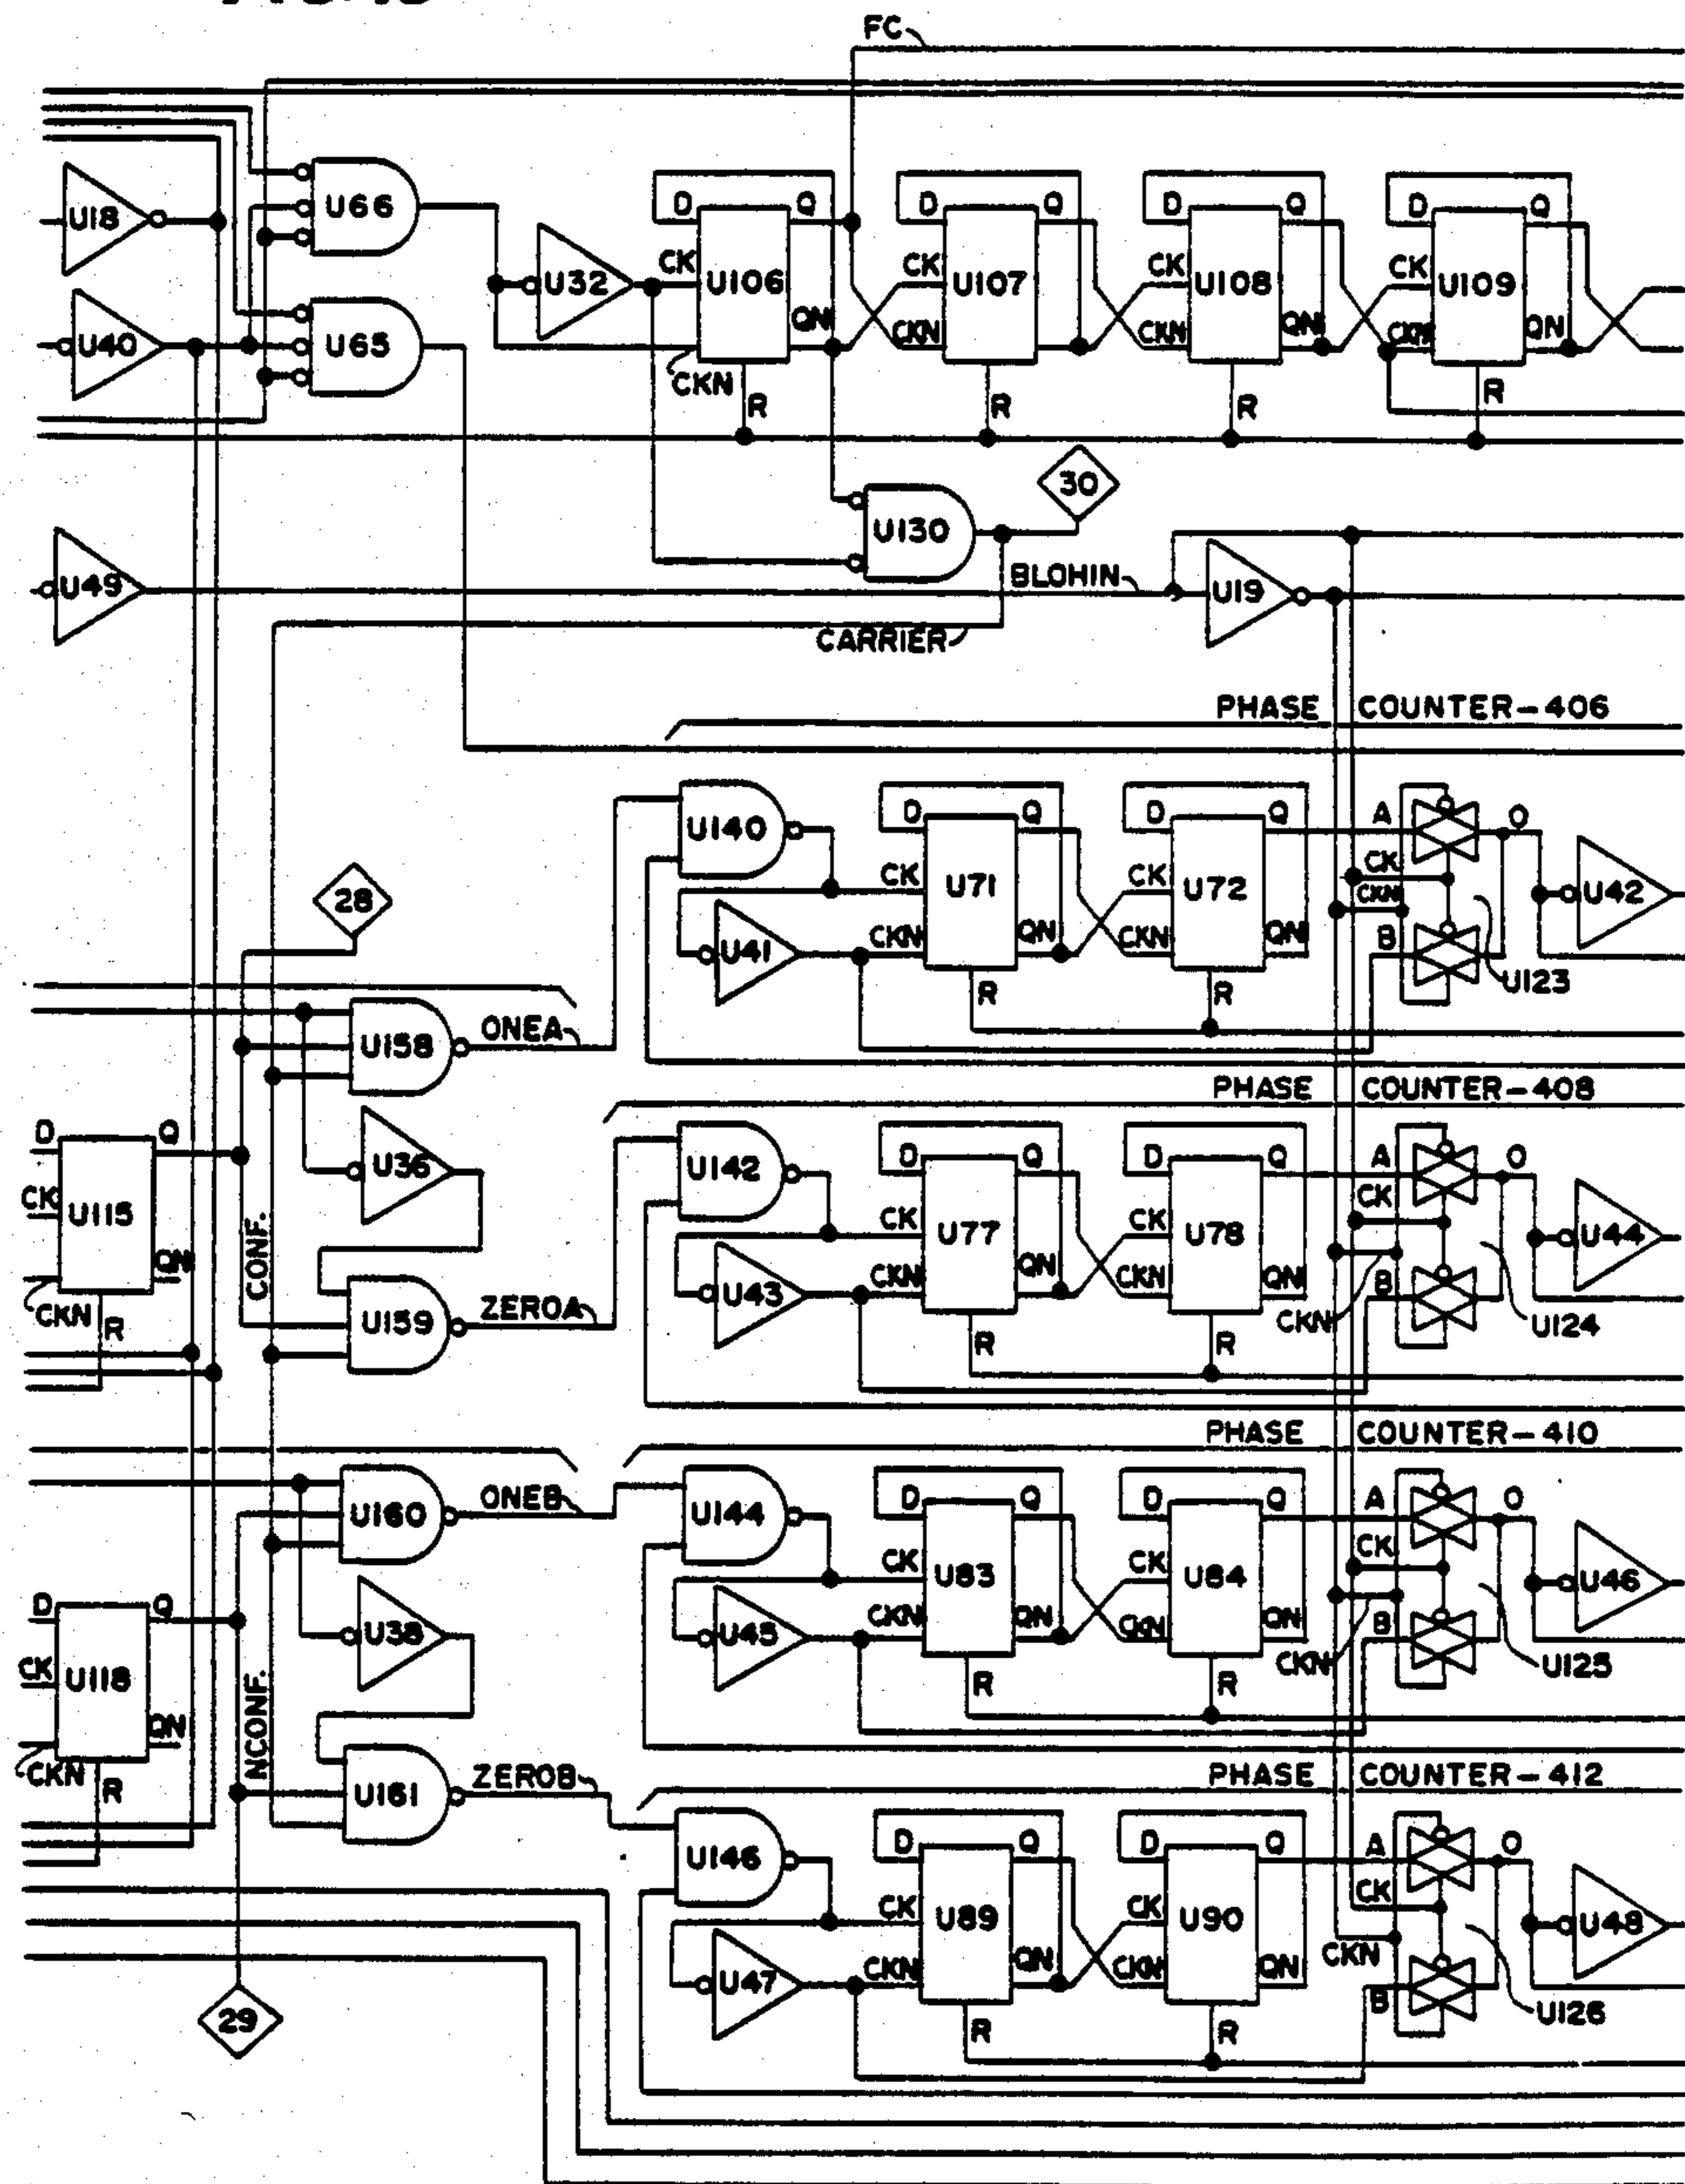 FC
U18
U66
D
Q
D
Q
D
Q
D
Q
CK
CK
CK
CK
U32
U106
U107
U108
U109
U40
U65
QN
CKN
CKN
QN
CKN
QN
CKN
R
R
R
R
30
U130
U49
BLOHIN
U19
CARRIER
PHASE COUNTER-406
U140
D
Q
D
Q
A
O
CK
U71
CK
U72
CK
CKN
U42
28
U41
CKN
QN
CKN
QN
B
U123
R
R
ONEA
U158
PHASE COUNTER-408
D
Q
U36
U142
D
Q
D
Q
A
O
CK
U115
CK
U77
CK
U78
CK
U44
QN
CONF.
U43
CKN
QN
CKN
QN
B
CKN
U124
CKN
R
U159
ZEROA
R
R
PHASE COUNTER-410
U160
ONEB
U144
D
Q
D
Q
A
O
CK
U83
CK
U84
CK
U46
D
Q
U38
U45
CKN
QN
CKN
QN
B
CKN
U125
CK
U118
QN
NCONF.
R
R
CKN
R
U161
ZEROB
PHASE COUNTER-412
U146
D
Q
D
Q
A
O
CK
U89
CK
U90
CK
U48
CKN
U47
CKN
QN
CKN
QN
B
U126
29
R
R